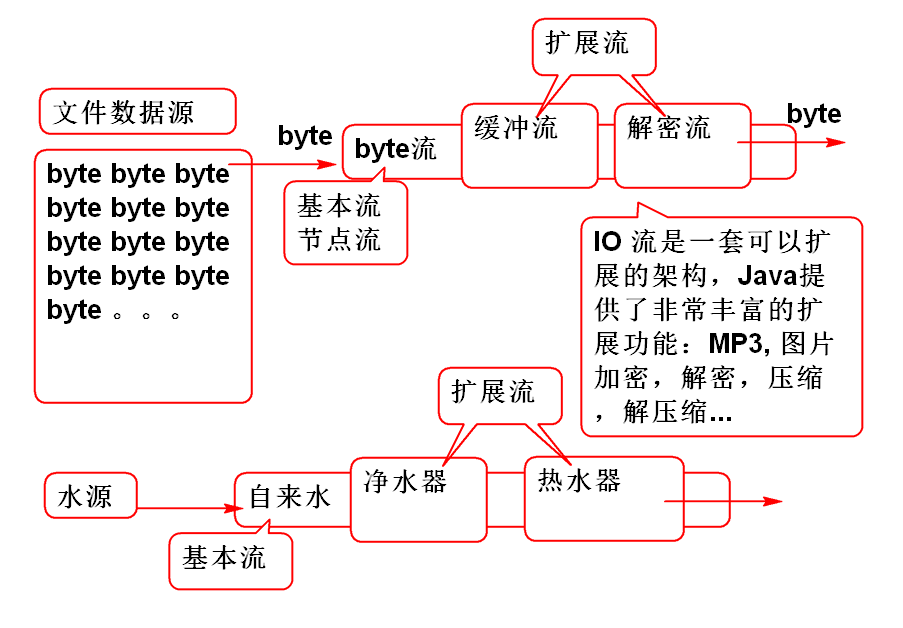 扩展流
文件数据源
byte
byte流
缓冲流
解密流
byte
byte byte byte
byte byte byte
byte byte byte
byte byte byte
byte 。。。
基本流
节点流
IO 流是一套可以扩
展的架构，Java提
供了非常丰富的扩
展功能：MP3, 图片
加密，解密，压缩
，解压缩...
扩展流
水源
自来水
净水器
热水器
基本流